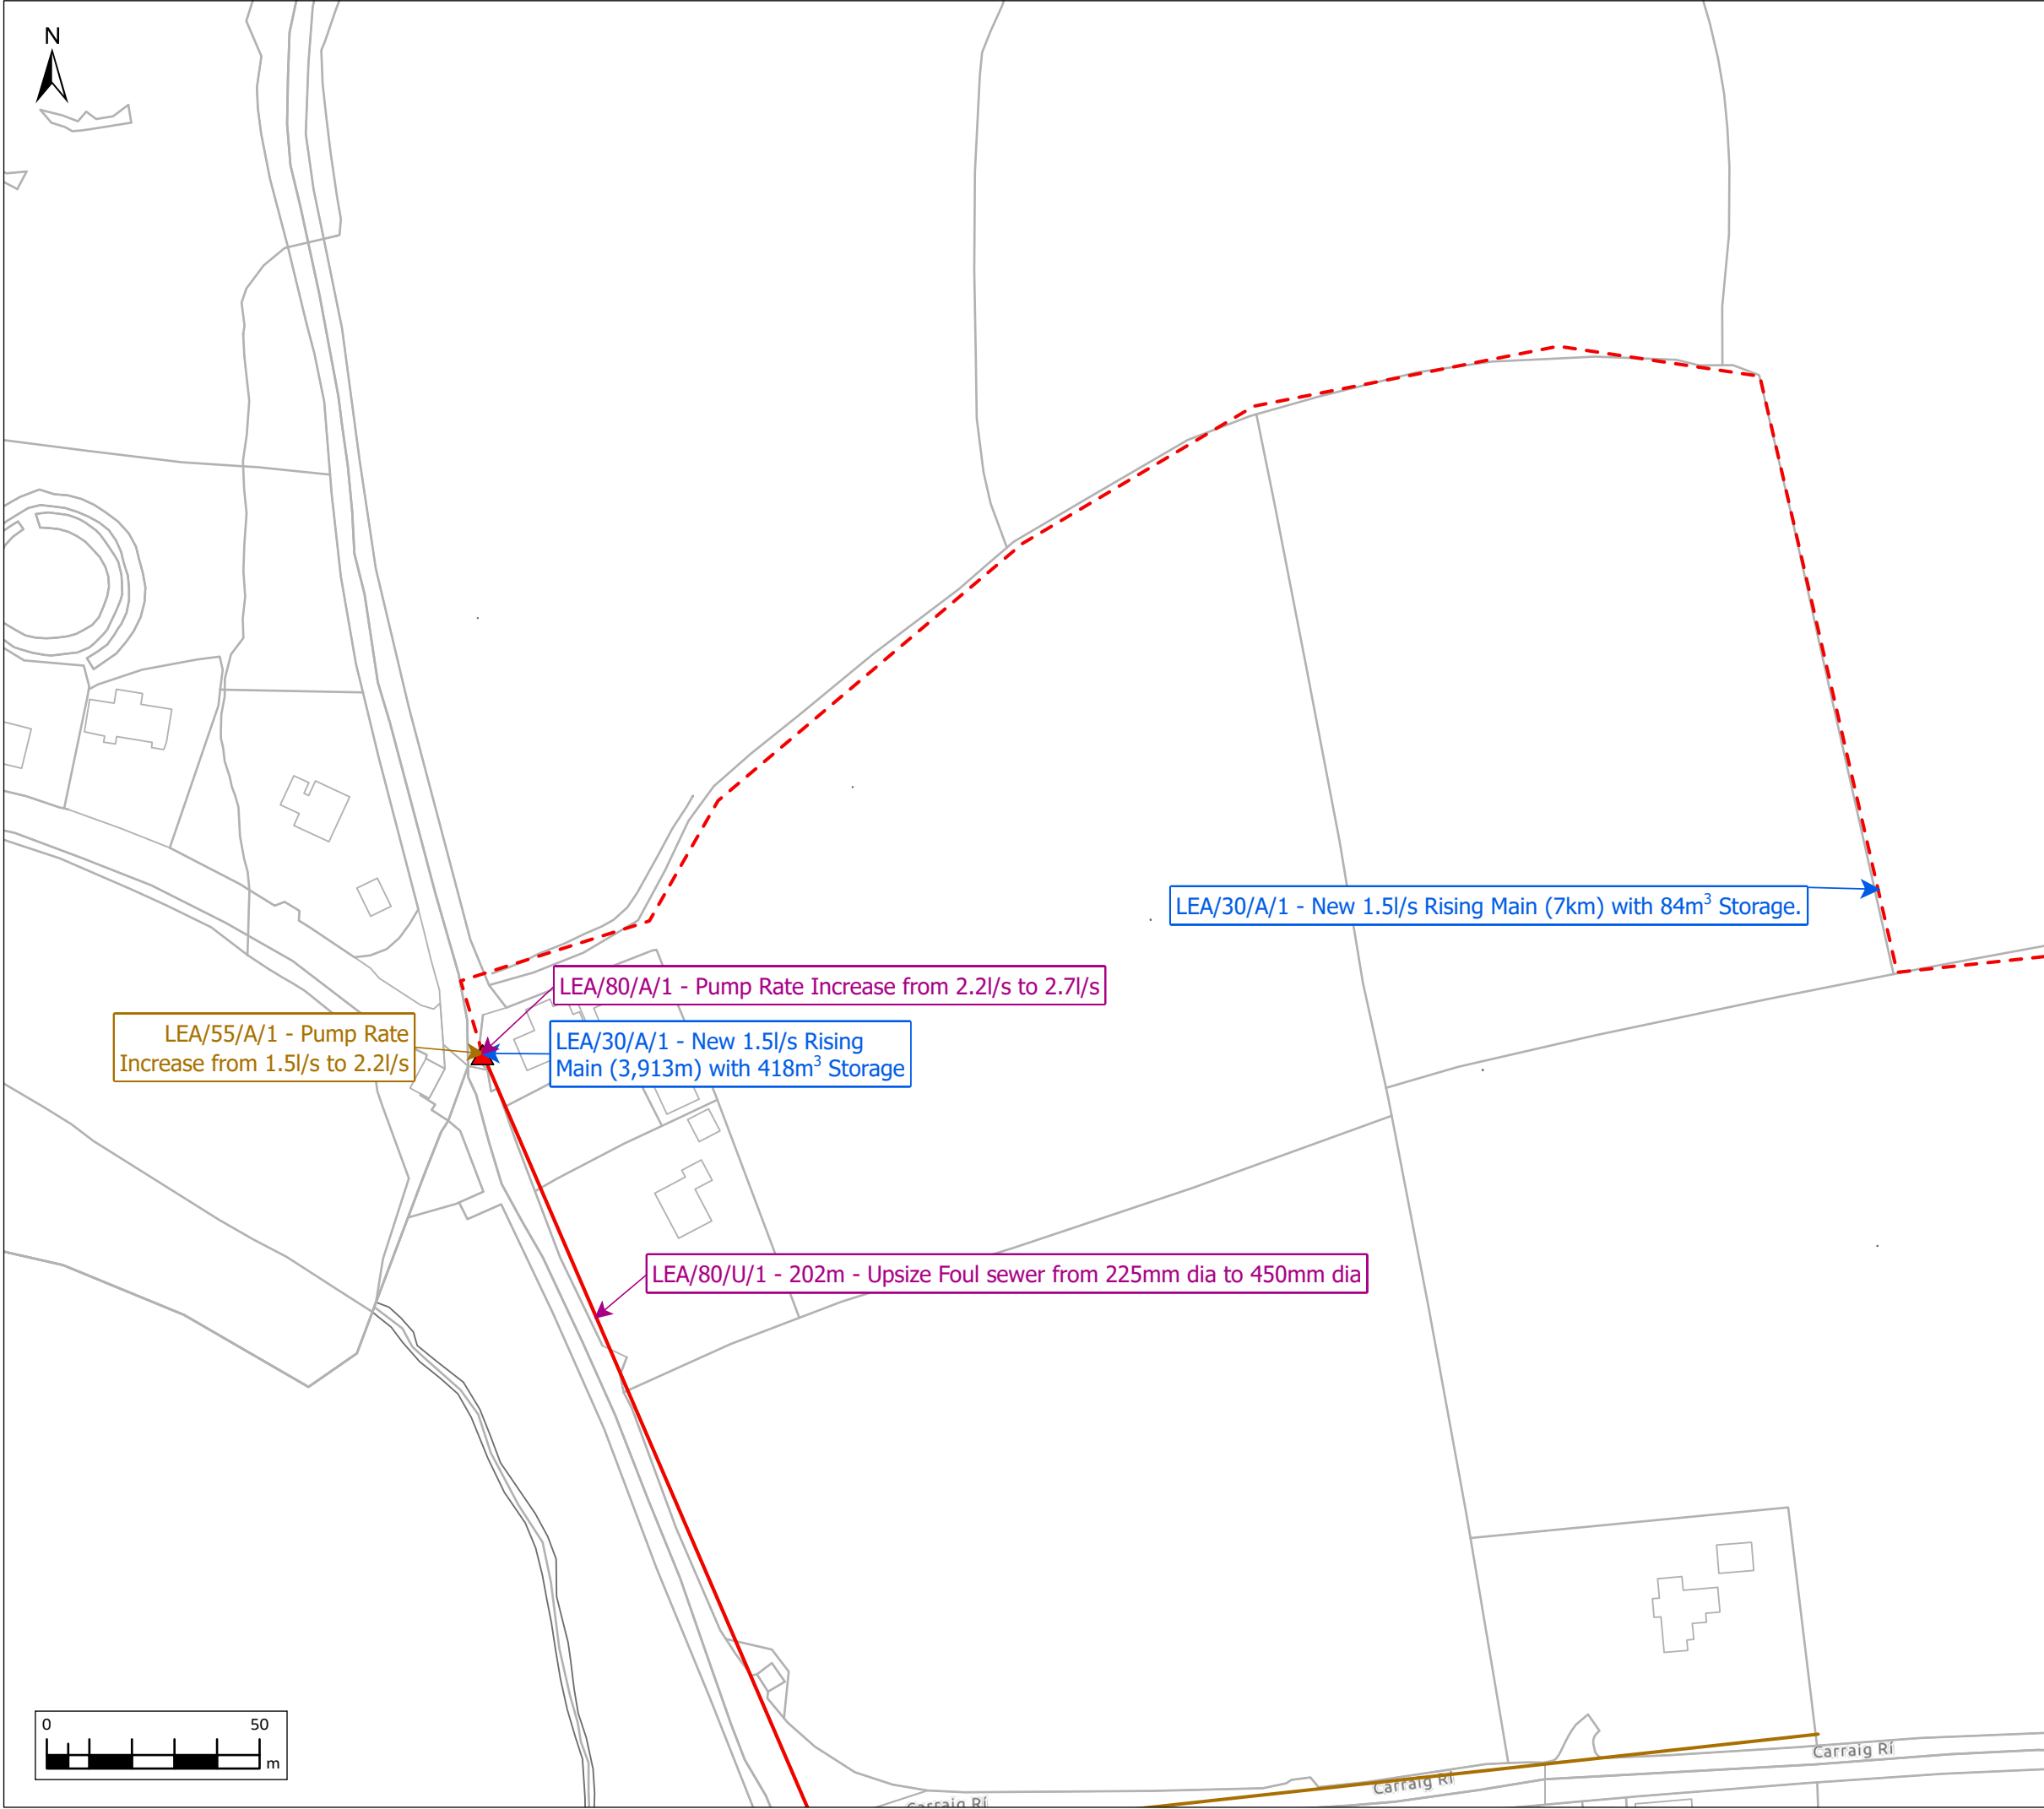 N
LEA/30/A/1 - New 1.5l/s Rising Main (7km) with 84m³ Storage.
LEA/80/A/1 - Pump Rate Increase from 2.2l/s to 2.7l/s
LEA/55/A/1 - Pump Rate
Increase from 1.5l/s to 2.2l/s
LEA/30/A/1 - New 1.5l/s Rising
Main (3,913m) with 418m³ Storage
LEA/80/U/1 - 202m - Upsize Foul sewer from 225mm dia to 450mm dia
0 50
m
Carraig Rí
Carraig Rí
Carraig Rí